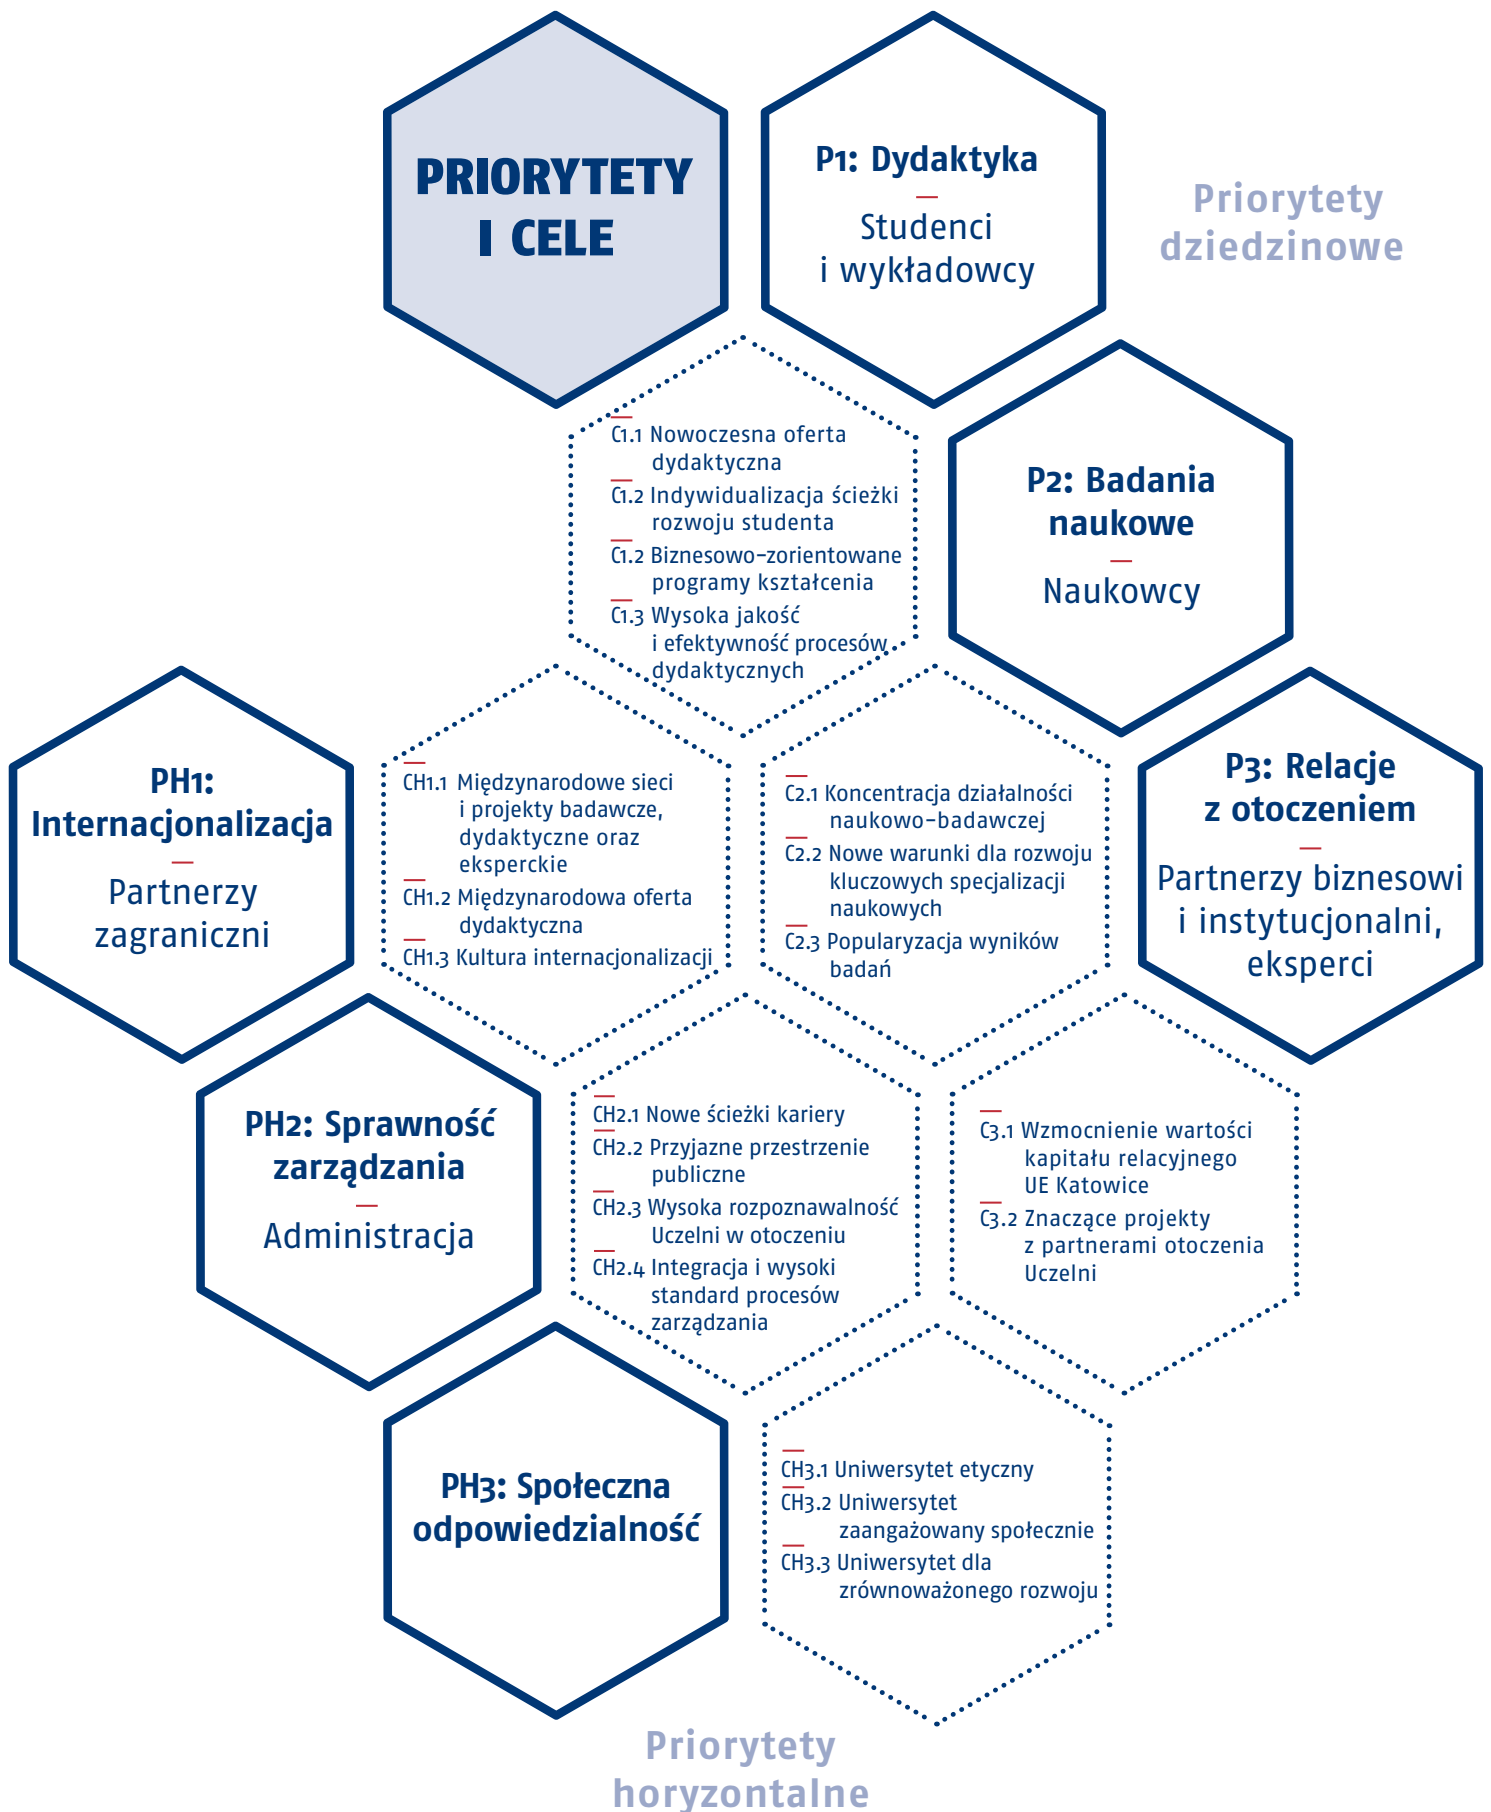 PRIORYTETY
I CELE
P1: Dydaktyka
Studenci
i wykładowcy
Priorytety
dziedzinowe
C1.1 Nowoczesna oferta
dydaktyczna
C1.2 Indywidualizacja ścieżki
rozwoju studenta
C1.2 Biznesowo-zorientowane
programy kształcenia
C1.3 Wysoka jakość
i efektywność procesów
dydaktycznych
P2: Badania
naukowe
Naukowcy
PH1:
Internacjonalizacja
Partnerzy
zagraniczni
CH1.1 Międzynarodowe sieci
i projekty badawcze,
dydaktyczne oraz
eksperckie
CH1.2 Międzynarodowa oferta
dydaktyczna
CH1.3 Kultura internacjonalizacji
C2.1 Koncentracja działalności
naukowo-badawczej
C2.2 Nowe warunki dla rozwoju
kluczowych specjalizacji
naukowych
C2.3 Popularyzacja wyników
badań
P3: Relacje
z otoczeniem
Partnerzy biznesowi
i instytucjonalni,
eksperci
PH2: Sprawność
zarządzania
Administracja
CH2.1 Nowe ścieżki kariery
CH2.2 Przyjazne przestrzenie
publiczne
CH2.3 Wysoka rozpoznawalność
Uczelni w otoczeniu
CH2.4 Integracja i wysoki
standard procesów
zarządzania
C3.1 Wzmocnienie wartości
kapitału relacyjnego
UE Katowice
C3.2 Znaczące projekty
z partnerami otoczenia
Uczelni
PH3: Społeczna
odpowiedzialność
CH3.1 Uniwersytet etyczny
CH3.2 Uniwersytet
zaangażowany społecznie
CH3.3 Uniwersytet dla
zrównoważonego rozwoju
Priorytety
horyzontalne